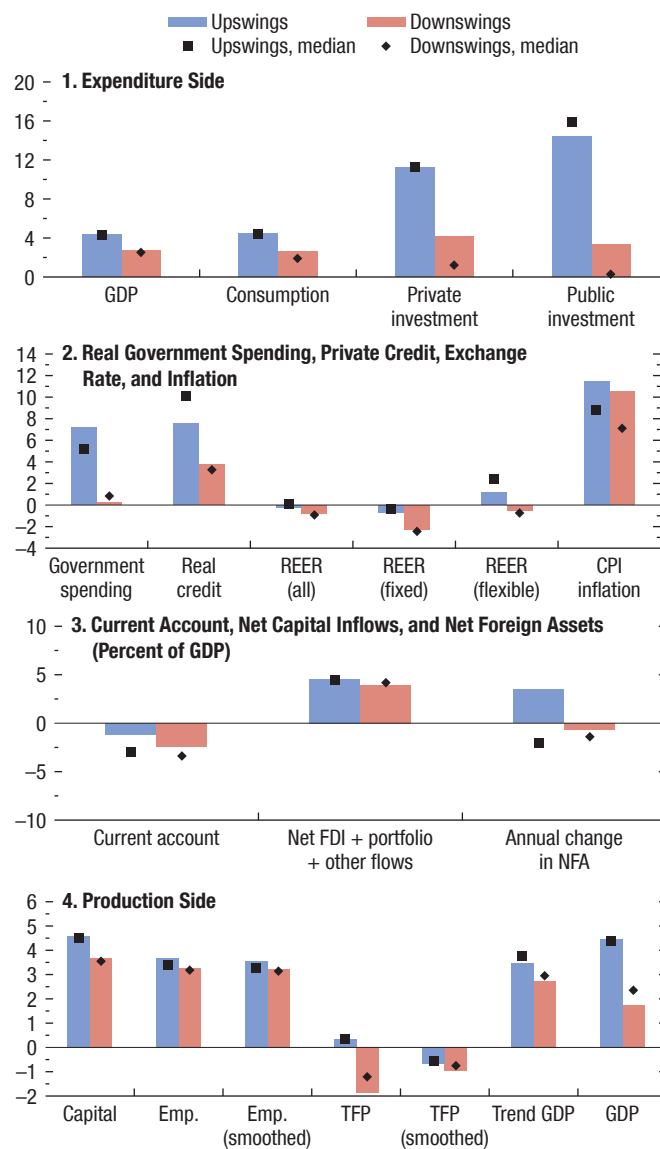 Upswings Downswings
Upswings, median Downswings, median
1. Expenditure Side
20
16
12
8
4
0
GDP Consumption Private investment Public investment
2. Real Government Spending, Private Credit, Exchange
Rate, and Inflation
14
12
10
8
6
4
2
0
−2
−4
Government spending Real credit REER (all) REER (fixed) REER (flexible) CPI inflation
3. Current Account, Net Capital Inflows, and Net Foreign Assets
(Percent of GDP)
10
5
0
−5
−10
Current account Net FDI + portfolio + other flows Annual change in NFA
4. Production Side
6
5
4
3
2
1
0
−1
−2
Capital Emp. Emp. (smoothed) TFP TFP (smoothed) Trend GDP GDP